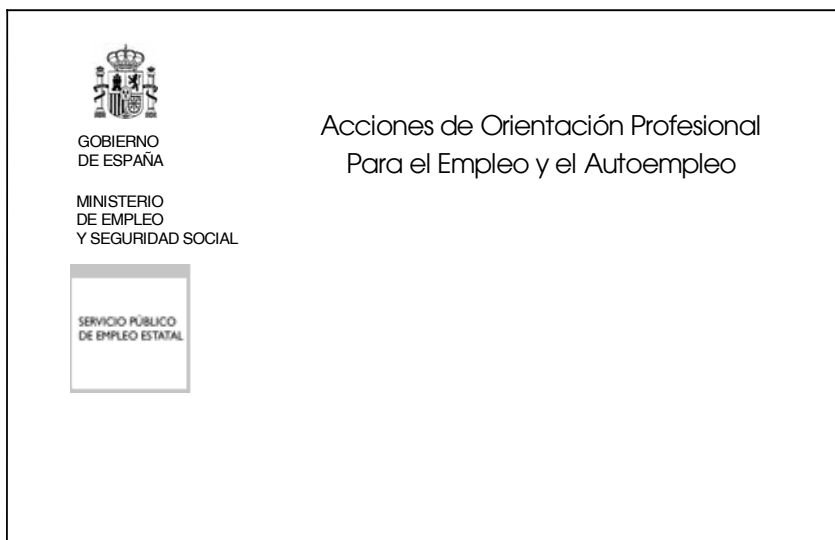 GOBIERNO
DE ESPAÑA
MINISTERIO
DE EMPLEO
Y SEGURIDAD SOCIAL
SERVICIO PÚBLICO
DE EMPLEO ESTATAL
Acciones de Orientación Profesional
Para el Empleo y el Autoempleo